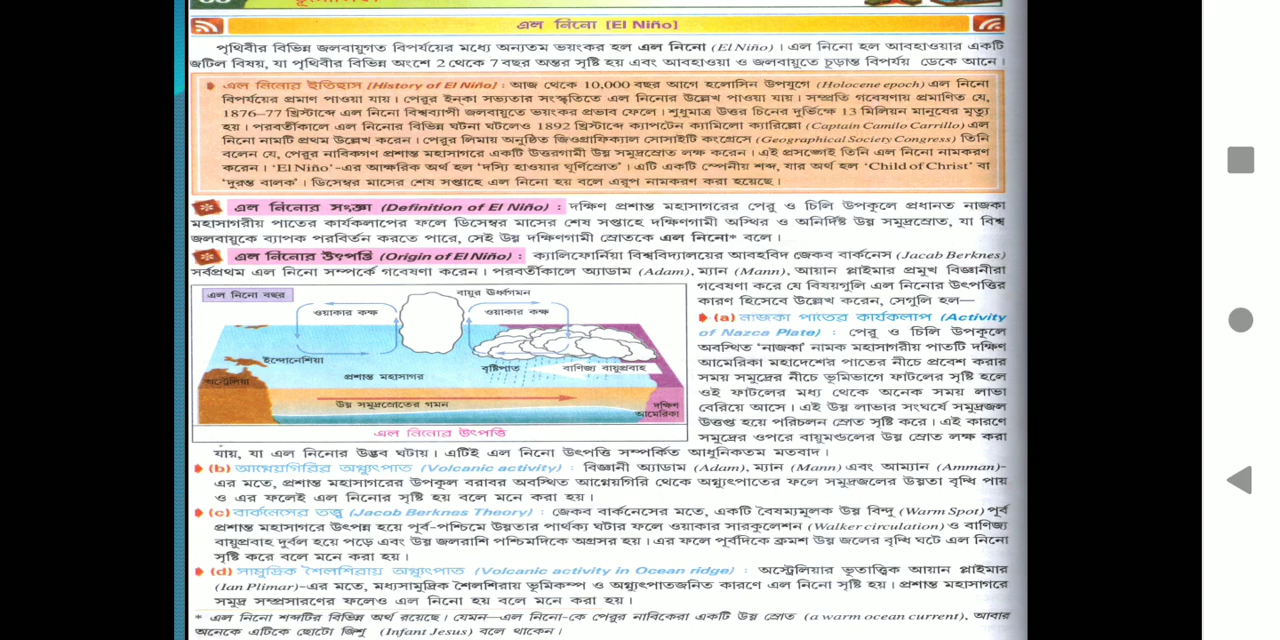 এল নিনো [El Niño]
পৃথিবীর বিভিন্ন জলবায়ুগত বিপর্যয়ের মধ্যে অন্যতম ভয়ংকর হল এল নিনো (El Niño)। এল নিনো হল আবহাওয়ার একটি
জটিল বিষয়, যা পৃথিবীর বিভিন্ন অংশে 2 থেকে 7 বছর অন্তর সৃষ্টি হয় এবং আবহাওয়া ও জলবায়ুতে চূড়ান্ত বিপর্যয় ডেকে আনে।
এল নিনোর ইতিহাস [History of El Niño] : আজ থেকে 10,000 বছর আগে হলোসিন উপযুগে (Holocene epoch) এল নিনো
বিপর্যয়ের প্রমাণ পাওয়া যায়। পেরুর ইনকা সভ্যতার সংস্কৃতিতে এল নিনোর উল্লেখ পাওয়া যায়। সম্প্রতি গবেষণায় প্রমাণিত যে,
1876–77 খ্রিস্টাব্দে এল নিনো বিশ্বব্যাপী জলবায়ুতে ভয়ংকর প্রভাব ফেলে। শুধুমাত্র উত্তর চিনের দুর্ভিক্ষে 13 মিলিয়ন মানুষের মৃত্যু
হয়। পরবর্তীকালে এল নিনোর বিভিন্ন ঘটনা ঘটলেও 1892 খ্রিস্টাব্দে ক্যাপটেন ক্যামিলো ক্যারিল্লো (Captain Camilo Carrillo) এল
নিনো নামটি প্রথম উল্লেখ করেন। পেরুর লিমায় অনুষ্ঠিত জিওগ্রাফিক্যাল সোসাইটি কংগ্রেসে (Geographical Society Congress) তিনি
বলেন যে, পেরুর নাবিকগণ প্রশান্ত মহাসাগরে একটি উত্তরগামী উষ্ণ সমুদ্রস্রোত লক্ষ করেন। এই প্রসঙ্গেই তিনি এল নিনো নামকরণ
করেন। ‘El Niño’-এর আক্ষরিক অর্থ হল ‘দস্যি হাওয়ার ঘূর্ণিস্রোত’। এটি একটি স্পেনীয় শব্দ, যার অর্থ হল ‘Child of Christ’ বা
‘দুরন্ত বালক’। ডিসেম্বর মাসের শেষ সপ্তাহে এল নিনো হয় বলে এরূপ নামকরণ করা হয়েছে।
এল নিনোর সংজ্ঞা (Definition of El Niño) : দক্ষিণ প্রশান্ত মহাসাগরের পেরু ও চিলি উপকূলে প্রধানত নাজকা
মহাসাগরীয় পাতের কার্যকলাপের ফলে ডিসেম্বর মাসের শেষ সপ্তাহে দক্ষিণগামী অস্থির ও অনির্দিষ্ট উষ্ণ সমুদ্রস্রোত, যা বিশ্ব
জলবায়ুকে ব্যাপক পরবির্তন করতে পারে, সেই উষ্ণ দক্ষিণগামী স্রোতকে এল নিনো* বলে।
এল নিনোর উৎপত্তি (Origin of El Niño) : ক্যালিফোনিয়া বিশ্ববিদ্যালয়ের আবহবিদ জেকব বার্কনেস (Jacab Berknes)
সর্বপ্রথম এল নিনো সম্পর্কে গবেষণা করেন। পরবর্তীকালে অ্যাডাম (Adam), ম্যান (Mann), আয়ান প্লাইমার প্রমুখ বিজ্ঞানীরা
গবেষণা করে যে বিষয়গুলি এল নিনোর উৎপত্তির
কারণ হিসেবে উল্লেখ করেন, সেগুলি হল—
এল নিনো বছর
বায়ুর ঊর্ধ্বগমন
ওয়াকার কক্ষ
ওয়াকার কক্ষ
ইন্দোনেশিয়া
অস্ট্রেলিয়া
প্রশান্ত মহাসাগর
বৃষ্টিপাত
বাণিজ্য বায়ুপ্রবাহ
উষ্ণ সমুদ্রস্রোতের গমন
দক্ষিণ
আমেরিকা
এল নিনোর উৎপত্তি
(a) নাজকা পাতের কার্যকলাপ (Activity
of Nazca Plate) : পেরু ও চিলি উপকূলে
অবস্থিত ‘নাজকা’ নামক মহাসাগরীয় পাতটি দক্ষিণ
আমেরিকা মহাদেশের পাতের নীচে প্রবেশ করার
সময় সমুদ্রের নীচে ভূমিভাগে ফাটলের সৃষ্টি হলে
ওই ফাটলের মধ্য থেকে অনেক সময় লাভা
বেরিয়ে আসে। এই উষ্ণ লাভার সংঘর্ষে সমুদ্রজল
উত্তপ্ত হয়ে পরিচলন স্রোত সৃষ্টি করে। এই কারণে
সমুদ্রের ওপরে বায়ুমণ্ডলের উষ্ণ স্রোত লক্ষ করা
যায়, যা এল নিনোর উদ্ভব ঘটায়। এটিই এল নিনো উৎপত্তি সম্পর্কিত আধুনিকতম মতবাদ।
(b) আগ্নেয়গিরির অগ্ন্যুৎপাত (Volcanic activity) : বিজ্ঞানী অ্যাডাম (Adam), ম্যান (Mann) এবং আম্যান (Amman)-
এর মতে, প্রশান্ত মহাসাগরের উপকূল বরাবর অবস্থিত আগ্নেয়গিরি থেকে অগ্ন্যুৎপাতের ফলে সমুদ্রজলের উষ্ণতা বৃদ্ধি পায়
ও এর ফলেই এল নিনোর সৃষ্টি হয় বলে মনে করা হয়।
(c) বার্কনেসের তত্ত্ব (Jacob Berknes Theory) : জেকব বার্কনেসের মতে, একটি বৈষম্যমূলক উষ্ণ বিন্দু (Warm Spot) পূর্ব
প্রশান্ত মহাসাগরে উৎপন্ন হয়ে পূর্ব-পশ্চিমে উষ্ণতার পার্থক্য ঘটার ফলে ওয়াকার সারকুলেশন (Walker circulation) ও বাণিজ্য
বায়ুপ্রবাহ দুর্বল হয়ে পড়ে এবং উষ্ণ জলরাশি পশ্চিমদিকে অগ্রসর হয়। এর ফলে পূর্বদিকে ক্রমশ উষ্ণ জলের বৃদ্ধি ঘটে এল নিনো
সৃষ্টি করে বলে মনে করা হয়।
(d) সামুদ্রিক শৈলশিরায় অগ্ন্যুৎপাত (Volcanic activity in Ocean ridge) : অস্ট্রেলিয়ার ভূতাত্ত্বিক আয়ান প্লাইমার
(Ian Plimar)-এর মতে, মধ্যসামুদ্রিক শৈলশিরায় ভূমিকম্প ও অগ্ন্যুৎপাতজনিত কারণে এল নিনো সৃষ্টি হয়। প্রশান্ত মহাসাগরে
সমুদ্র সম্প্রসারণের ফলেও এল নিনো হয় বলে মনে করা হয়।
* এল নিনো শব্দটির বিভিন্ন অর্থ রয়েছে। যেমন—এল নিনো-কে পেরুর নাবিকেরা একটি উষ্ণ স্রোত (a warm ocean current), আবার
অনেকে এটিকে ছোটো জিশু (Infant Jesus) বলে থাকেন।